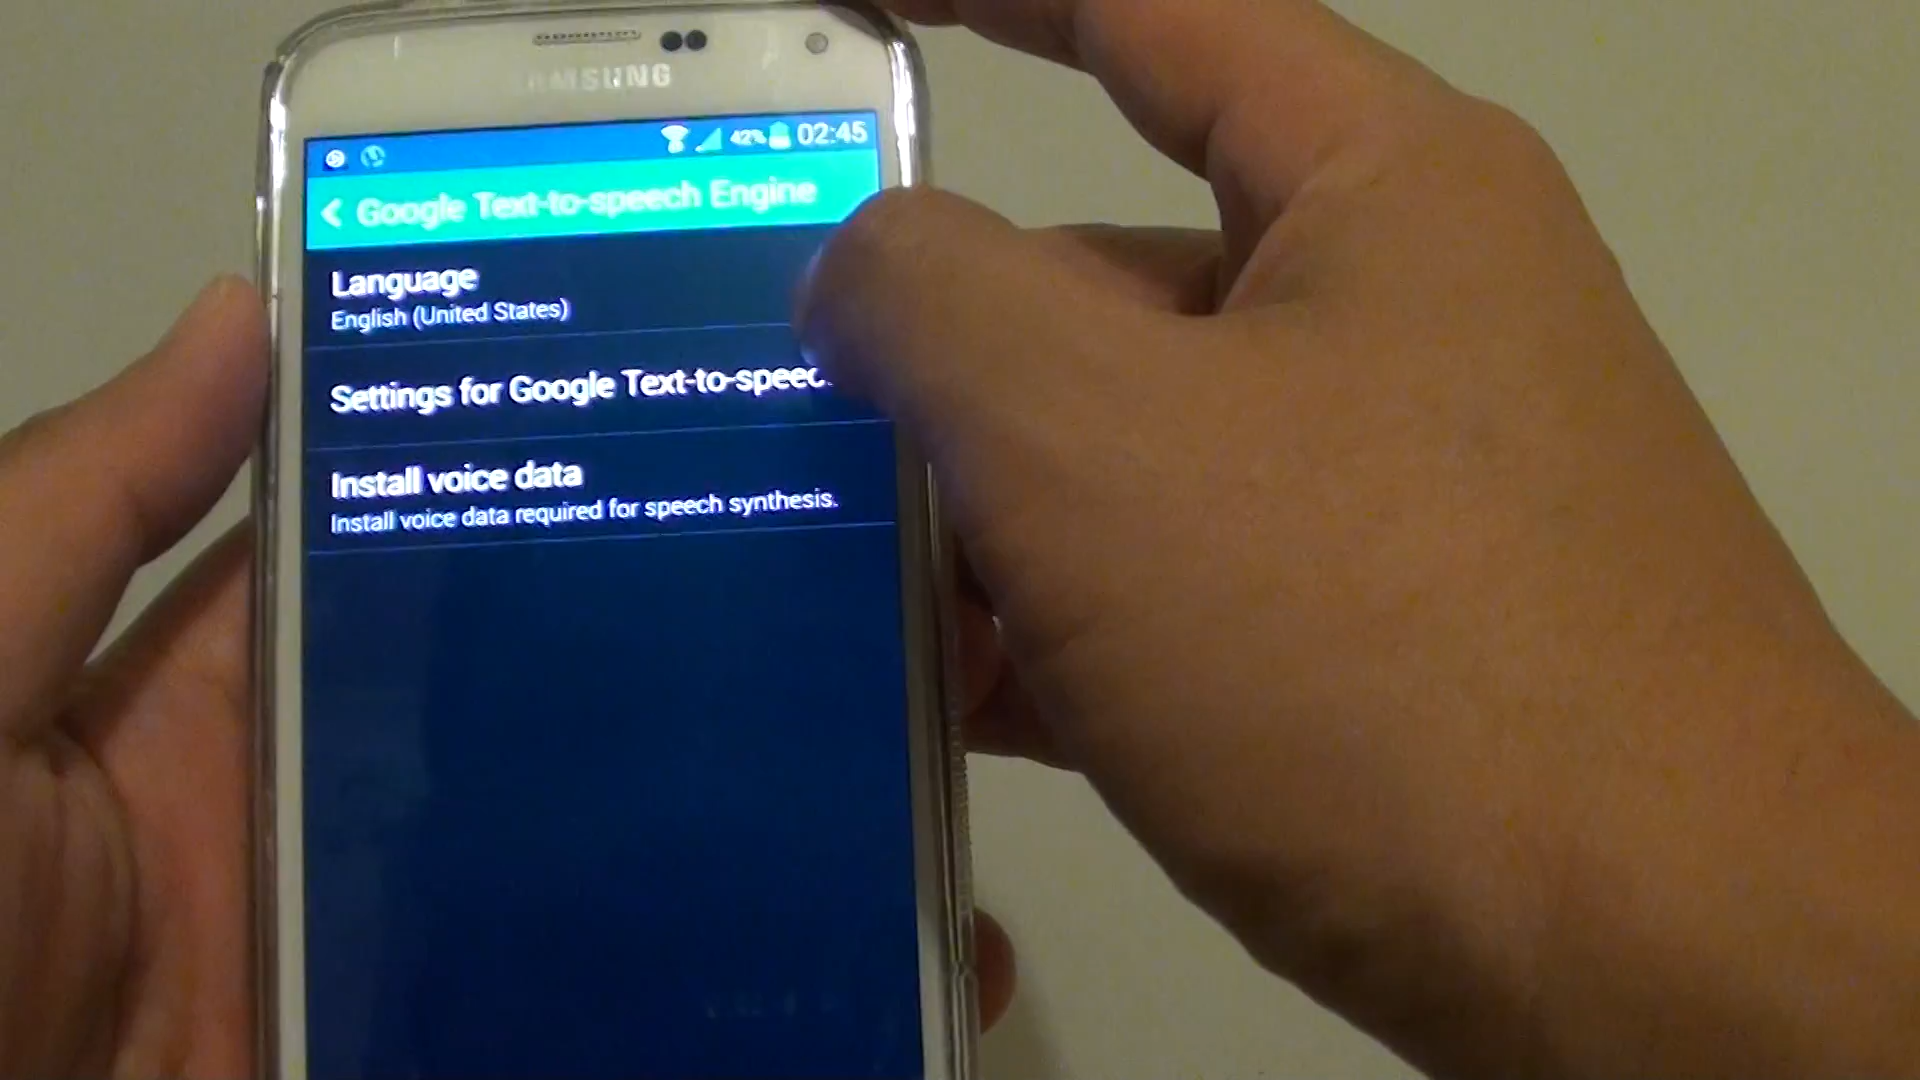 SAMSUNG
42% 02:45
Google Text-to-speech Engine
Language
English (United States)
Settings for Google Text-to-speec
Install voice data
Install voice data required for speech synthesis.